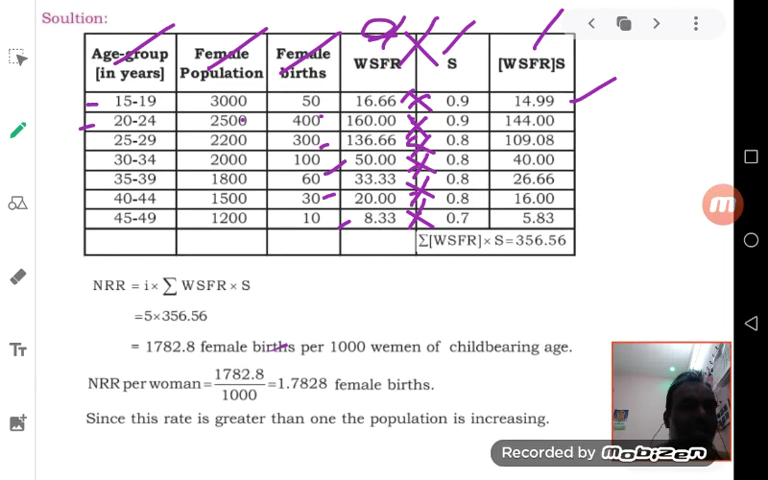 Soultion:
Age-group [in years] Female Population Female births WSFR S [WSFR]S
15-19 3000 50 16.66 0.9 14.99
20-24 2500 400 160.00 0.9 144.00
25-29 2200 300 136.66 0.8 109.08
30-34 2000 100 50.00 0.8 40.00
35-39 1800 60 33.33 0.8 26.66
40-44 1500 30 20.00 0.8 16.00
45-49 1200 10 8.33 0.7 5.83
∑[WSFR]×S=356.56
NRR = i× ∑ WSFR × S
=5×356.56
= 1782.8 female births per 1000 wemen of childbearing age.
NRR per woman = 1782.8/1000 =1.7828 female births.
Since this rate is greater than one the population is increasing.
Tт
m
Recorded by mobizen